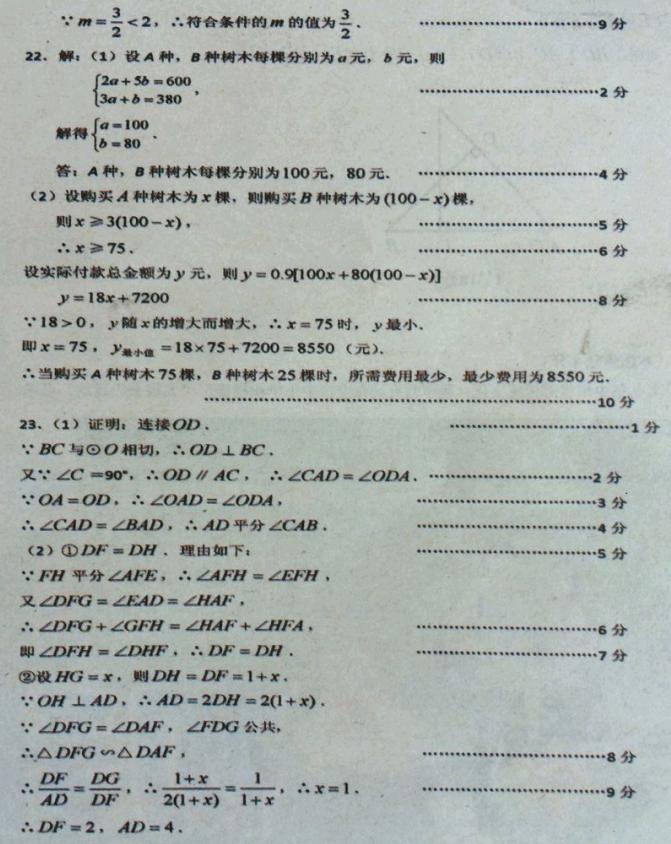 ∵ m = 3/2 < 2，∴符合条件的 m 的值为 3/2．……………………9 分
22．解：（1）设 A 种，B 种树木每棵分别为 a 元，b 元，则
{2a + 5b = 600
3a + b = 380 ，……………………2 分
解得{a = 100
b = 80 ．
答：A 种，B 种树木每棵分别为 100 元，80 元．……………………4 分
（2）设购买 A 种树木为 x 棵，则购买 B 种树木为 (100 − x) 棵，
则 x ⩾ 3(100 − x)，……………………5 分
∴ x ⩾ 75．……………………6 分
设实际付款总金额为 y 元，则 y = 0.9[100x + 80(100 − x)]
y = 18x + 7200 ……………………8 分
∵ 18 > 0，y 随 x 的增大而增大，∴ x = 75 时，y 最小．
即 x = 75，y最小值 = 18×75 + 7200 = 8550（元）．
∴当购买 A 种树木 75 棵，B 种树木 25 棵时，所需费用最少，最少费用为 8550 元．
……………………10 分
23．（1）证明：连接 OD．……………………1 分
∵ BC 与⊙O 相切，∴ OD ⊥ BC．
又∵ ∠C =90°，∴ OD ∥ AC，∴ ∠CAD = ∠ODA．……………………2 分
∵ OA = OD，∴ ∠OAD = ∠ODA，……………………3 分
∴ ∠CAD = ∠BAD，∴ AD 平分 ∠CAB．……………………4 分
（2）①DF = DH．理由如下：……………………5 分
∵ FH 平分 ∠AFE，∴ ∠AFH = ∠EFH，
又 ∠DFG = ∠EAD = ∠HAF，
∴ ∠DFG + ∠GFH = ∠HAF + ∠HFA，……………………6 分
即 ∠DFH = ∠DHF，∴ DF = DH．……………………7 分
②设 HG = x，则 DH = DF = 1 + x．
∵ OH ⊥ AD，∴ AD = 2DH = 2(1 + x)．
∵ ∠DFG = ∠DAF，∠FDG 公共，
∴△DFG ∽△DAF，……………………8 分
∴ DF/AD = DG/DF，∴ (1 + x)/(2(1 + x)) = 1/(1 + x)，∴ x = 1．……………………9 分
∴ DF = 2，AD = 4．